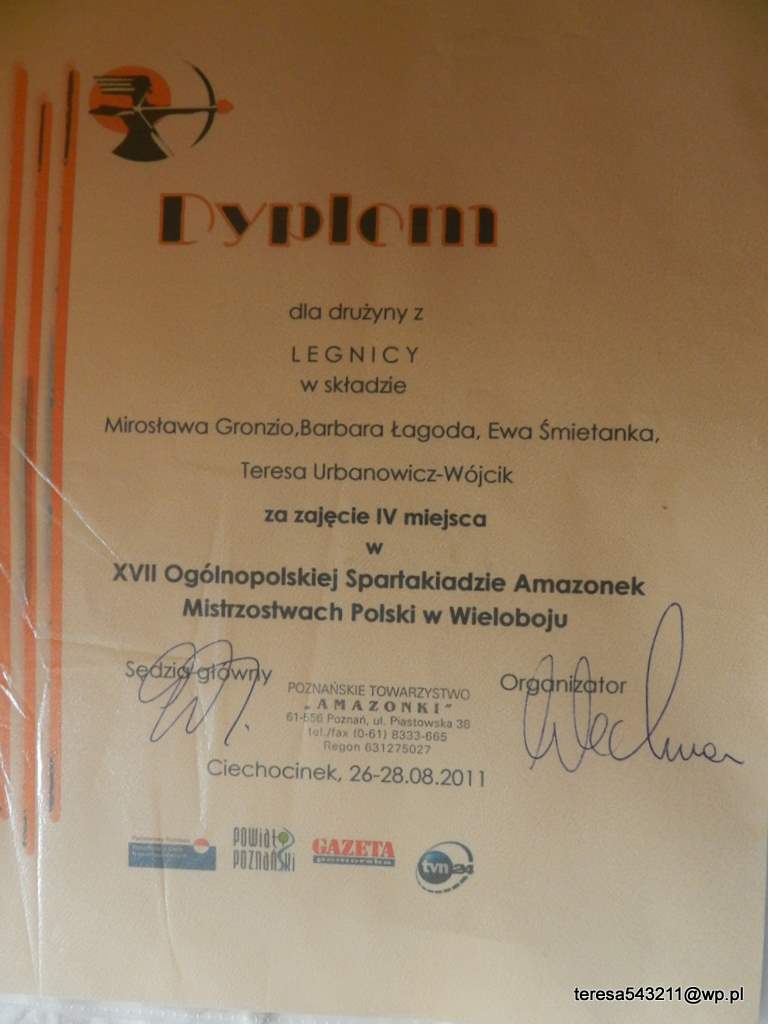 Dyplom
dla drużyny z
LEGNICY
w składzie
Mirosława Gronzio,Barbara Łagoda, Ewa Śmietanka,
Teresa Urbanowicz-Wójcik
za zajęcie IV miejsca
w
XVII Ogólnopolskiej Spartakiadzie Amazonek
Mistrzostwach Polski w Wieloboju
Sędzia główny
Organizator
POZNAŃSKIE TOWARZYSTWO
„AMAZONKI"
61-556 Poznań, ul. Piastowska 38
tel./fax (0-61) 8333-665
Regon 631275027
Ciechocinek, 26-28.08.2011
POWIAT
POZNAŃSKI
GAZETA
pomorska
tvn24
teresa543211@wp.pl